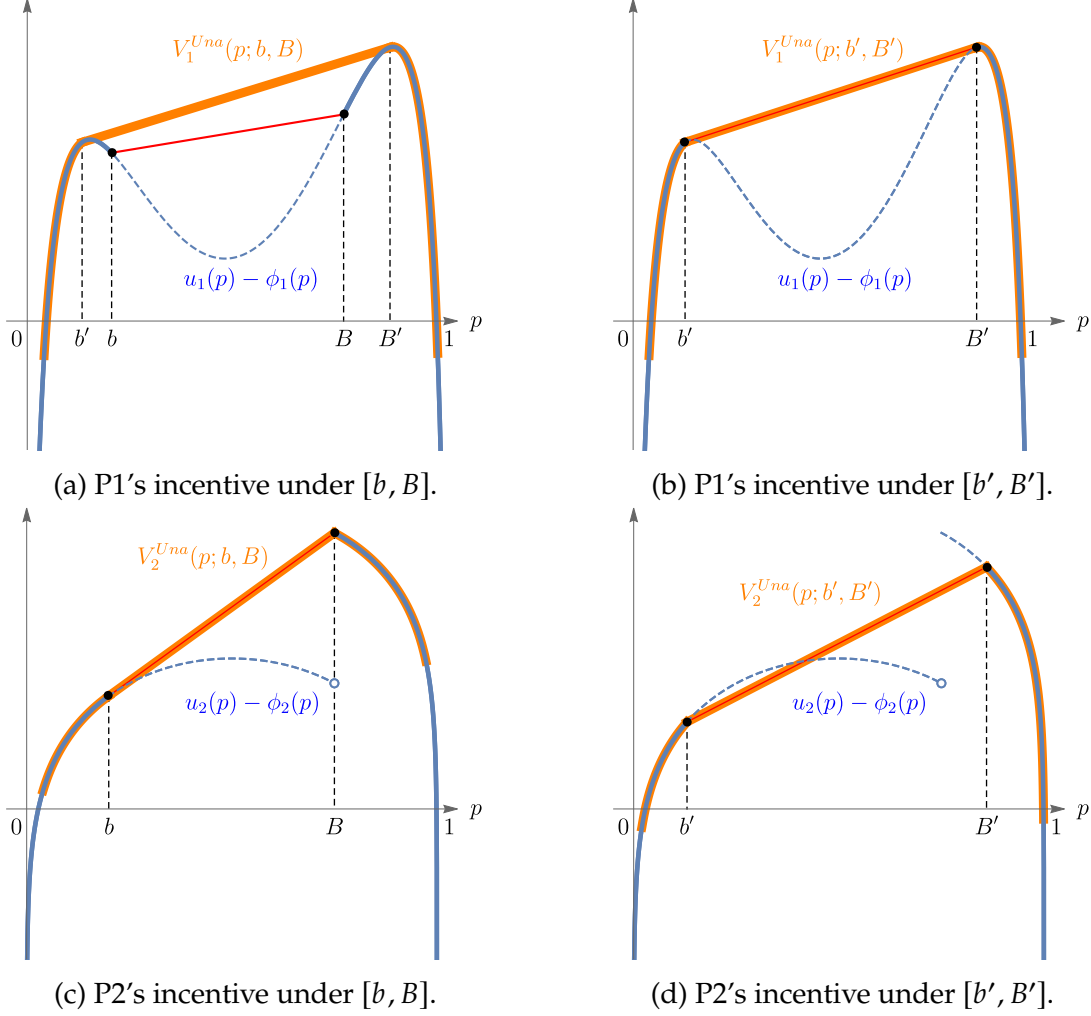 V_1^{Una}(p; b, B)
u_1(p) − ϕ_1(p)
0 b′ b B B′ 1 p
(a) P1’s incentive under [b, B].
V_1^{Una}(p; b′, B′)
u_1(p) − ϕ_1(p)
0 b′ B′ 1 p
(b) P1’s incentive under [b′, B′].
V_2^{Una}(p; b, B)
u_2(p) − ϕ_2(p)
0 b B 1 p
(c) P2’s incentive under [b, B].
V_2^{Una}(p; b′, B′)
u_2(p) − ϕ_2(p)
0 b′ B′ 1 p
(d) P2’s incentive under [b′, B′].